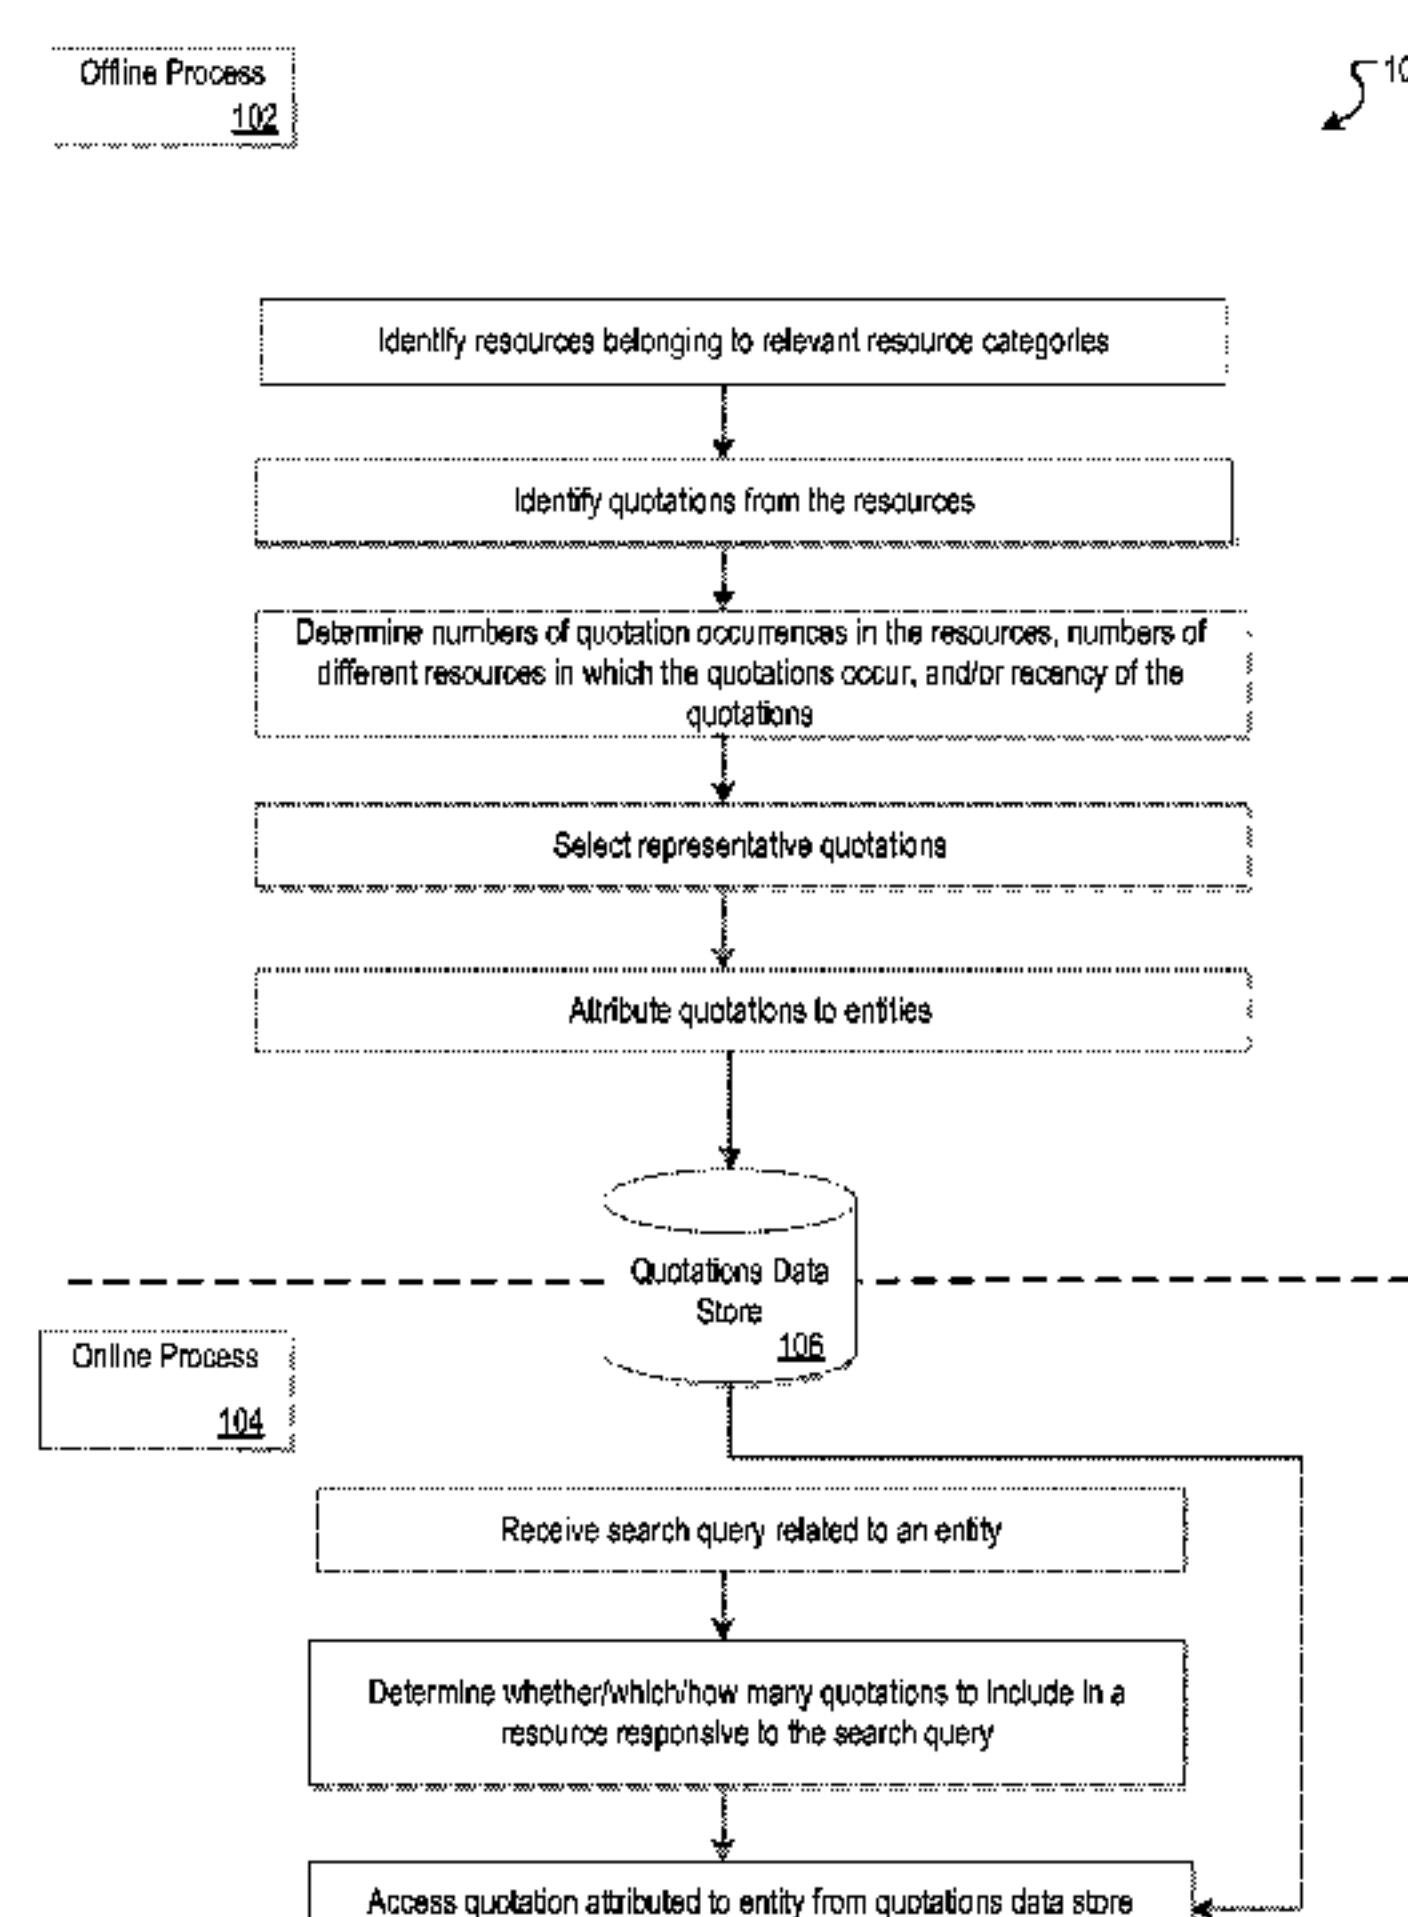 Offline Process
102
10
Identify resources belonging to relevant resource categories
Identify quotations from the resources
Determine numbers of quotation occurrences in the resources, numbers of
different resources in which the quotations occur, and/or recency of the
quotations
Select representative quotations
Attribute quotations to entities
Quotations Data
Store
106
Online Process
104
Receive search query related to an entity
Determine whether/which/how many quotations to include in a
resource responsive to the search query
Access quotation attributed to entity from quotations data store